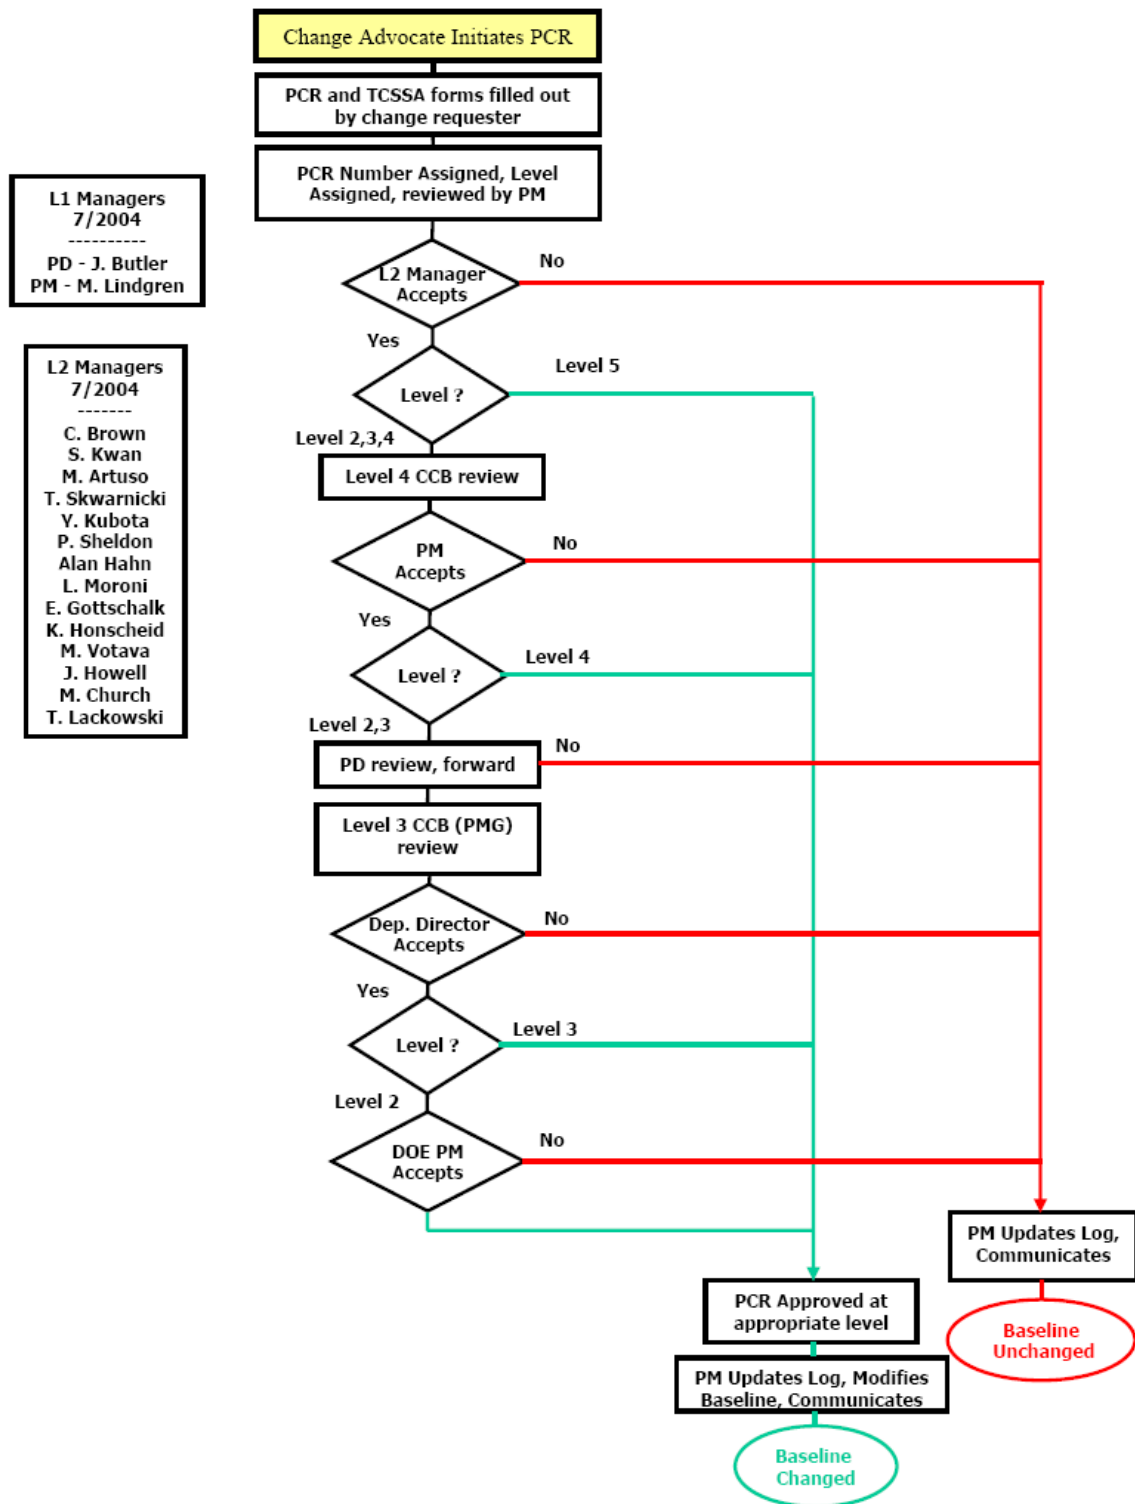 Change Advocate Initiates PCR
PCR and TCSSA forms filled out
by change requester
PCR Number Assigned, Level
Assigned, reviewed by PM
L1 Managers
7/2004
----------
PD - J. Butler
PM - M. Lindgren
L2 Manager
Accepts
No
Yes
L2 Managers
7/2004
-------
C. Brown
S. Kwan
M. Artuso
T. Skwarnicki
Y. Kubota
P. Sheldon
Alan Hahn
L. Moroni
E. Gottschalk
K. Honscheid
M. Votava
J. Howell
M. Church
T. Lackowski
Level ?
Level 5
Level 2,3,4
Level 4 CCB review
PM
Accepts
No
Yes
Level ?
Level 4
Level 2,3
PD review, forward
No
Level 3 CCB (PMG)
review
Dep. Director
Accepts
No
Yes
Level ?
Level 3
Level 2
DOE PM
Accepts
No
PM Updates Log,
Communicates
Baseline
Unchanged
PCR Approved at
appropriate level
PM Updates Log, Modifies
Baseline, Communicates
Baseline
Changed